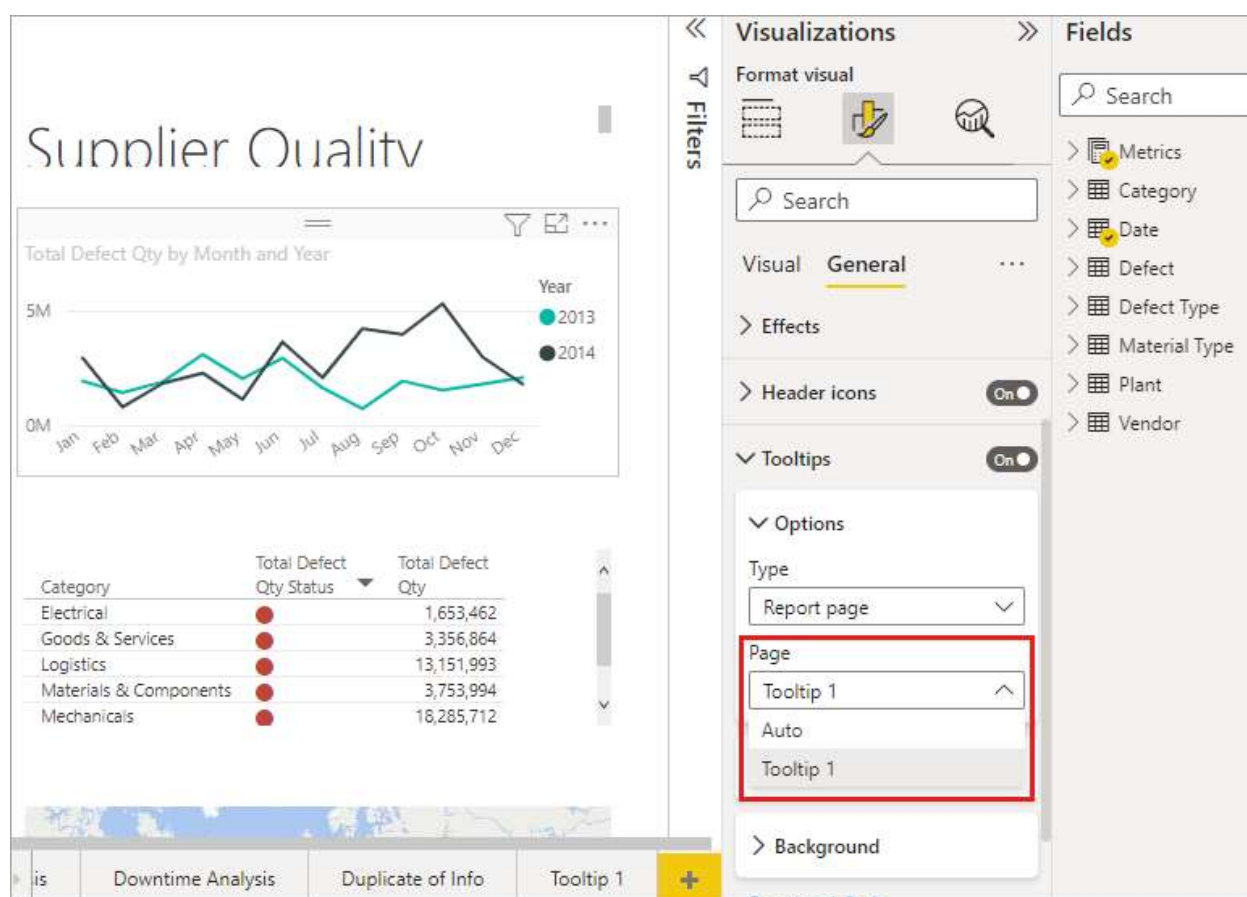 Supplier Quality
Total Defect Qty by Month and Year
Year
5M
2013
2014
0M
Jan Feb Mar Apr May Jun Jul Aug Sep Oct Nov Dec
Total Defect Total Defect
Category Qty Status Qty
Electrical 1,653,462
Goods & Services 3,356,864
Logistics 13,151,993
Materials & Components 3,753,994
Mechanicals 18,285,712
sis Downtime Analysis Duplicate of Info Tooltip 1 +
Filters
Visualizations
Format visual
Search
Visual General ...
Effects
Header icons On
Tooltips On
Options
Type
Report page
Page
Tooltip 1
Auto
Tooltip 1
Background
Fields
Search
Metrics
Category
Date
Defect
Defect Type
Material Type
Plant
Vendor